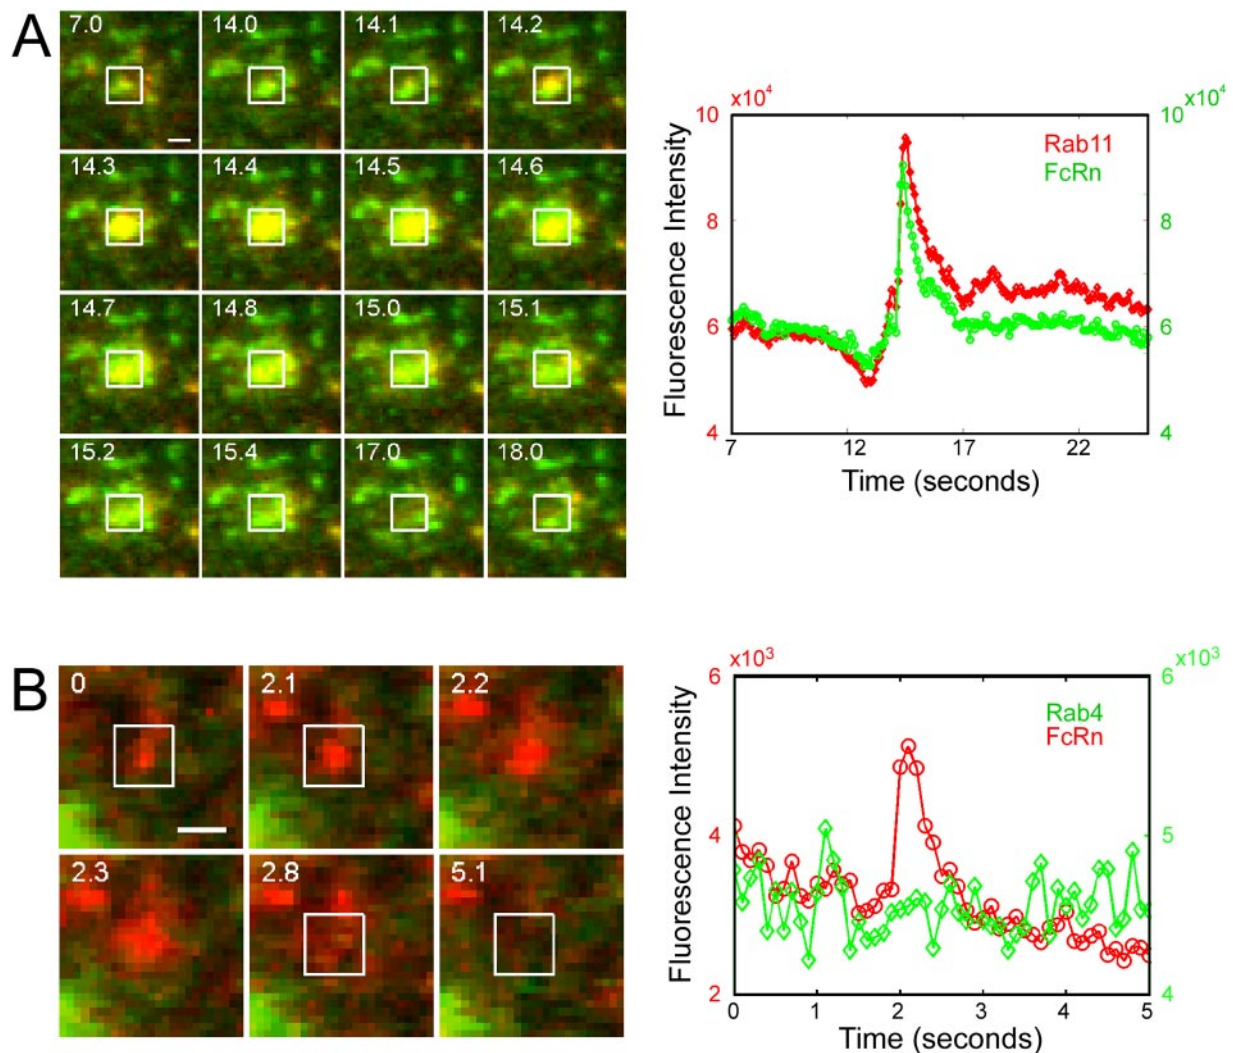 A
7.0
14.0
14.1
14.2
14.3
14.4
14.5
14.6
14.7
14.8
15.0
15.1
15.2
15.4
17.0
18.0
10 x10⁴
10 x10⁴
Rab11
FcRn
8
8
6
6
4
4
Fluorescence Intensity
7 12 17 22
Time (seconds)
B
0
2.1
2.2
2.3
2.8
5.1
6 x10³
6 x10³
Rab4
FcRn
4
5
2
4
Fluorescence Intensity
0 1 2 3 4 5
Time (seconds)